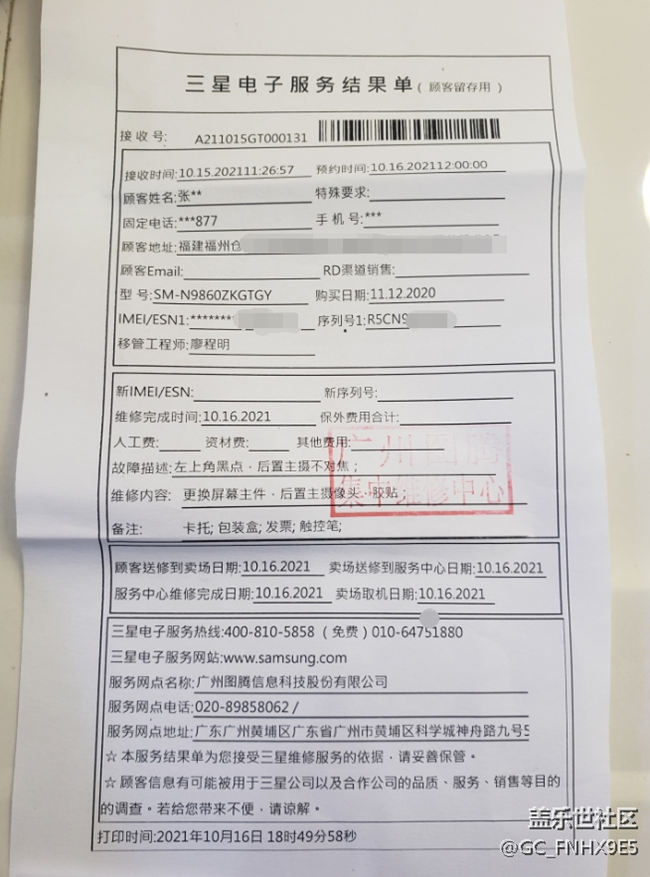 三星电子服务结果单（顾客留存用）
接收号: A211015GT000131
接收时间:10.15.202111:26:57 预约时间:10.16.202112:00:00
顾客姓名:张** 特殊要求:
固定电话:***877 手机号:***
顾客地址:福建福州仓
顾客Email: RD渠道销售:
型号:SM-N9860ZKGTGY 购买日期:11.12.2020
IMEI/ESN1:******* 序列号1:R5CN9
移管工程师:廖程明
新IMEI/ESN: 新序列号:
维修完成时间:10.16.2021 保外费用合计:
人工费: 资材费: 其他费用:
故障描述:左上角黑点，后置主摄不对焦；
维修内容: 更换屏幕主件，后置主摄像头，胶贴；
备注: 卡托; 包装盒; 发票; 触控笔;
广州图腾
集中维修中心
顾客送修到卖场日期:10.16.2021 卖场送修到服务中心日期:10.16.2021
服务中心维修完成日期:10.16.2021 卖场取机日期:10.16.2021
三星电子服务热线:400-810-5858（免费）010-64751880
三星电子服务网站:www.samsung.com
服务网点名称:广州图腾信息科技股份有限公司
服务网点电话:020-89858062 /
服务网点地址:广东广州黄埔区广东省广州市黄埔区科学城神舟路九号5
☆ 本服务结果单为您接受三星维修服务的依据，请妥善保管。
☆ 顾客信息有可能被用于三星公司以及合作公司的品质、服务、销售等目的
的调查。若给您带来不便，请谅解。
打印时间:2021年10月16日 18时49分58秒
盖乐世社区
@GC_FNHX9E5